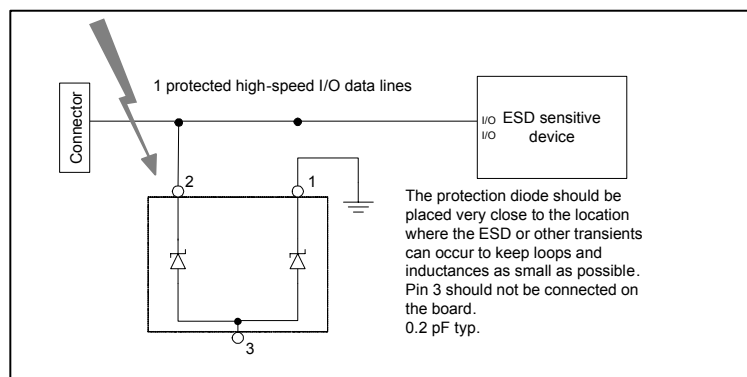 1 protected high-speed I/O data lines
Connector
I/O
I/O
ESD sensitive
device
2
1
3
The protection diode should be
placed very close to the location
where the ESD or other transients
can occur to keep loops and
inductances as small as possible.
Pin 3 should not be connected on
the board.
0.2 pF typ.